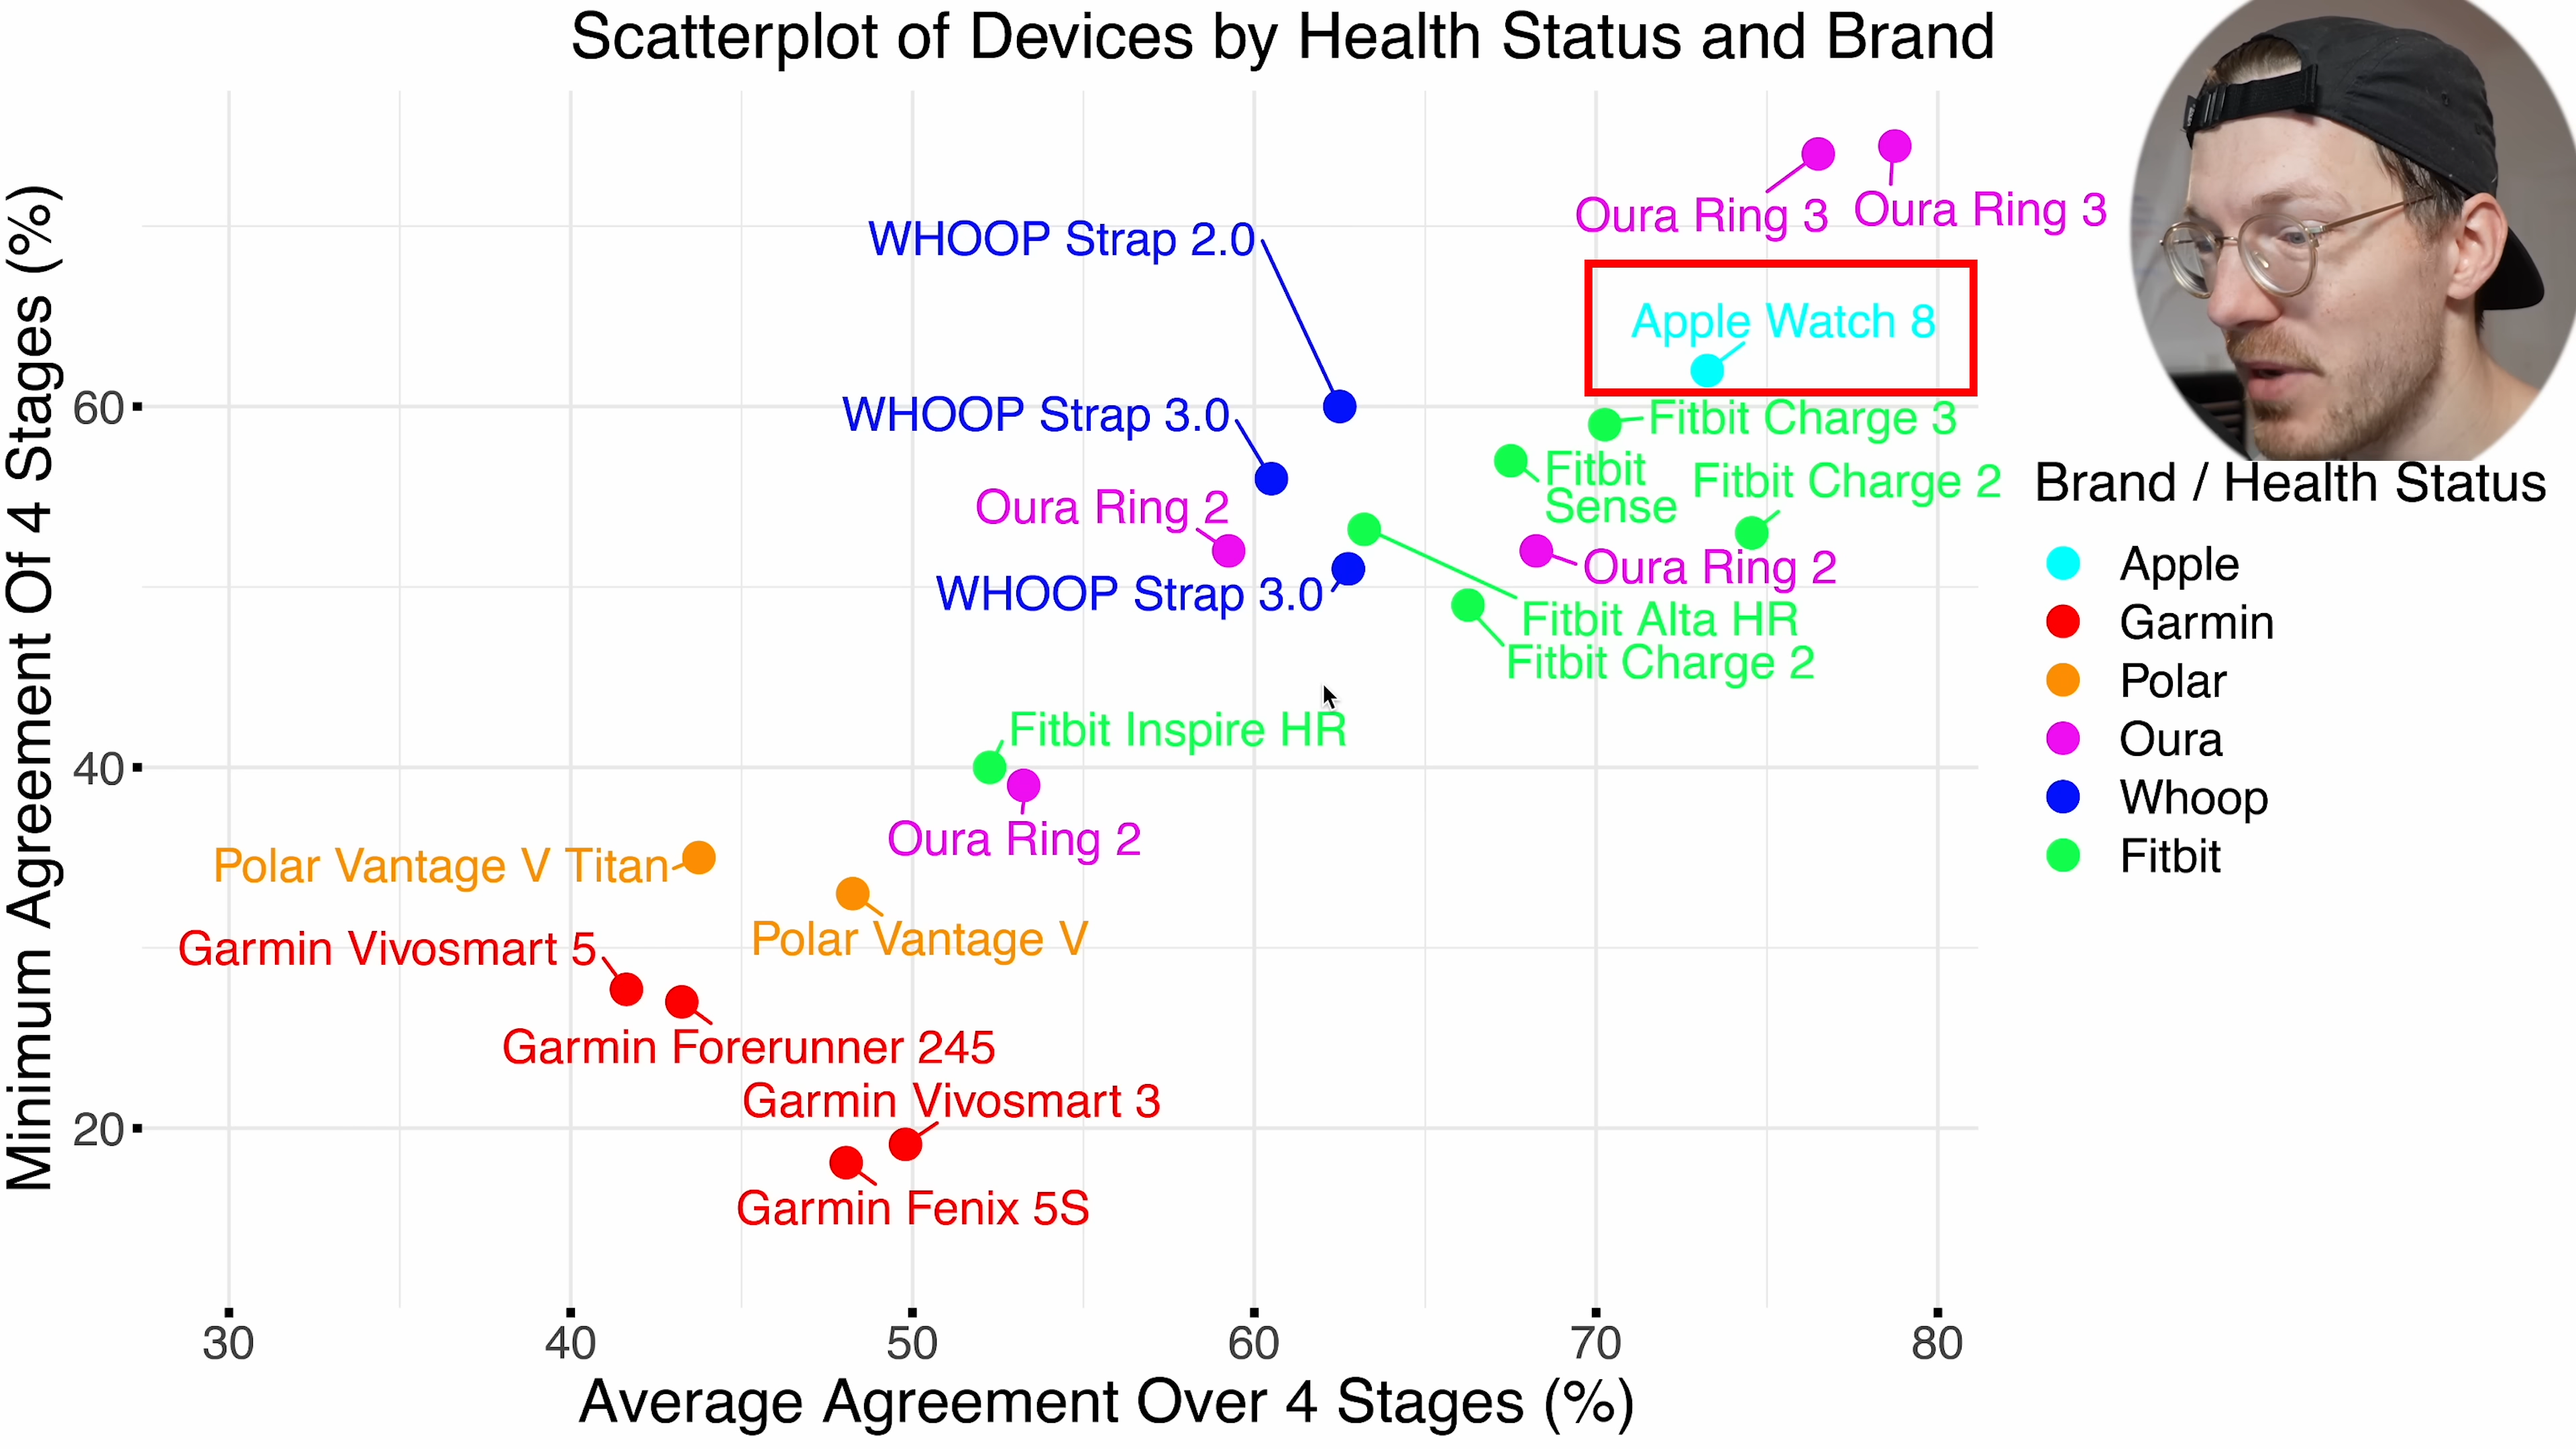 Scatterplot of Devices by Health Status and Brand
Minimum Agreement Of 4 Stages (%)
60
40
20
Oura Ring 3
Oura Ring 3
WHOOP Strap 2.0
Apple Watch 8
WHOOP Strap 3.0
Fitbit Charge 3
Fitbit
Sense
Fitbit Charge 2
Oura Ring 2
Oura Ring 2
WHOOP Strap 3.0
Fitbit Alta HR
Fitbit Charge 2
Fitbit Inspire HR
Oura Ring 2
Polar Vantage V Titan
Polar Vantage V
Garmin Vivosmart 5
Garmin Forerunner 245
Garmin Vivosmart 3
Garmin Fenix 5S
30
40
50
60
70
80
Average Agreement Over 4 Stages (%)
Brand / Health Status
Apple
Garmin
Polar
Oura
Whoop
Fitbit